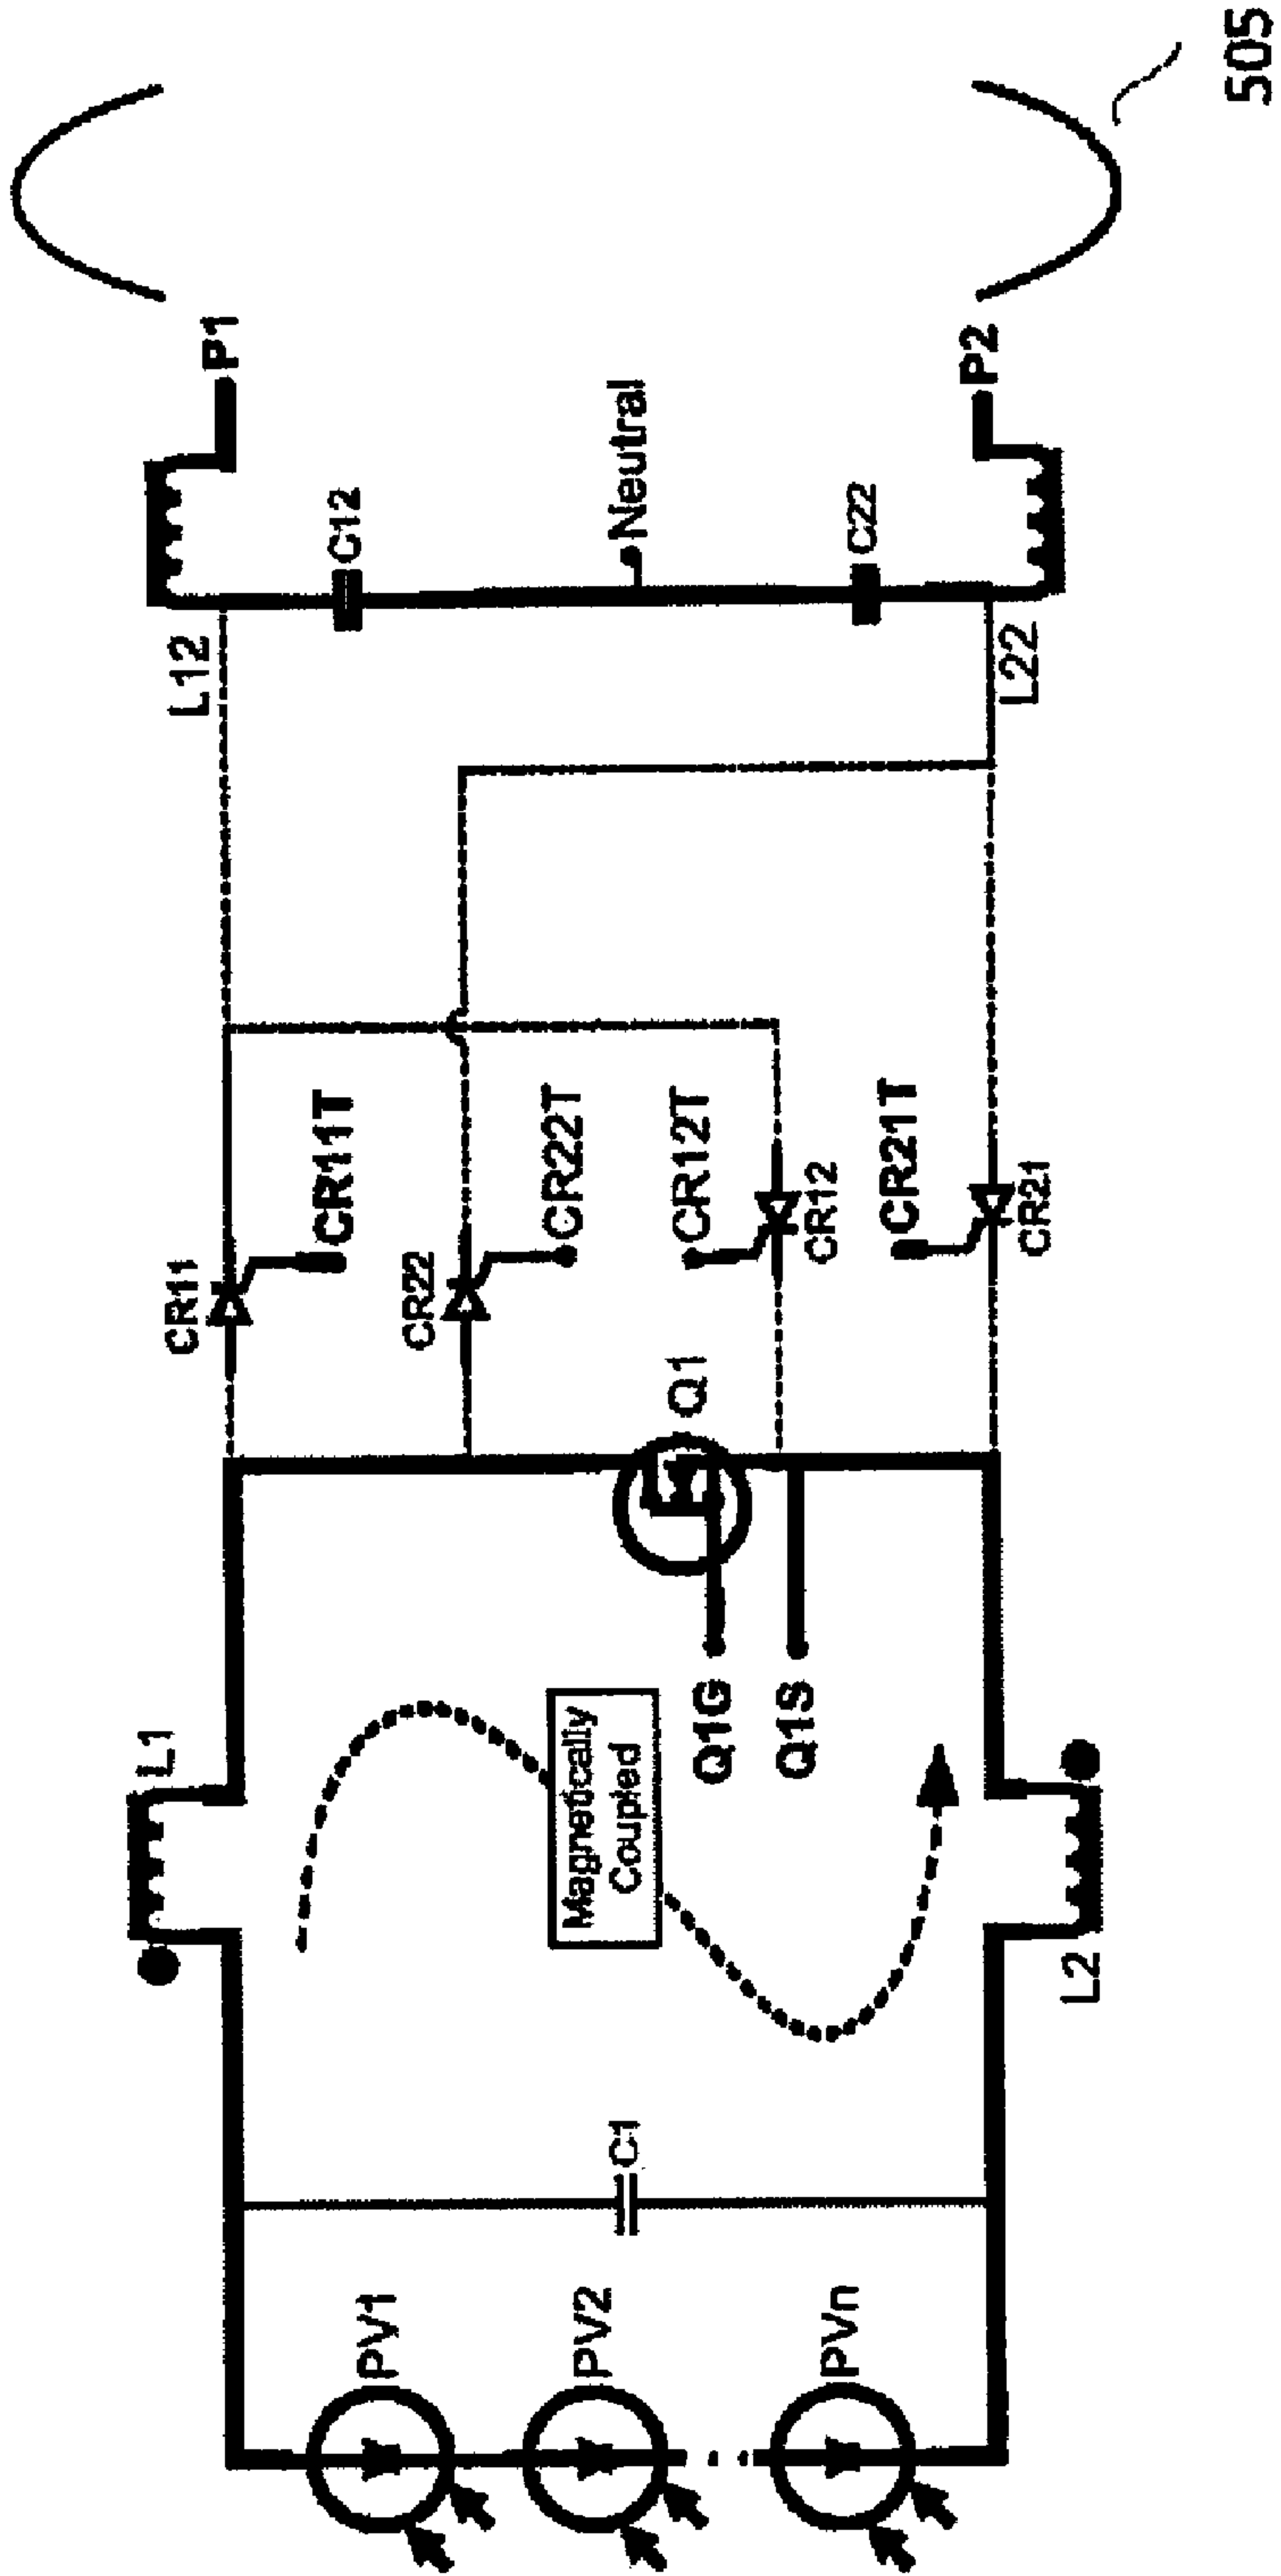 PV1
PV2
PVn
C1
L1
L2
Magnetically
Coupled
Q1G
Q1S
Q1
CR11
CR11T
CR22
CR22T
CR12T
CR12
CR21T
CR21
L12
L22
C12
C22
Neutral
P1
P2
505